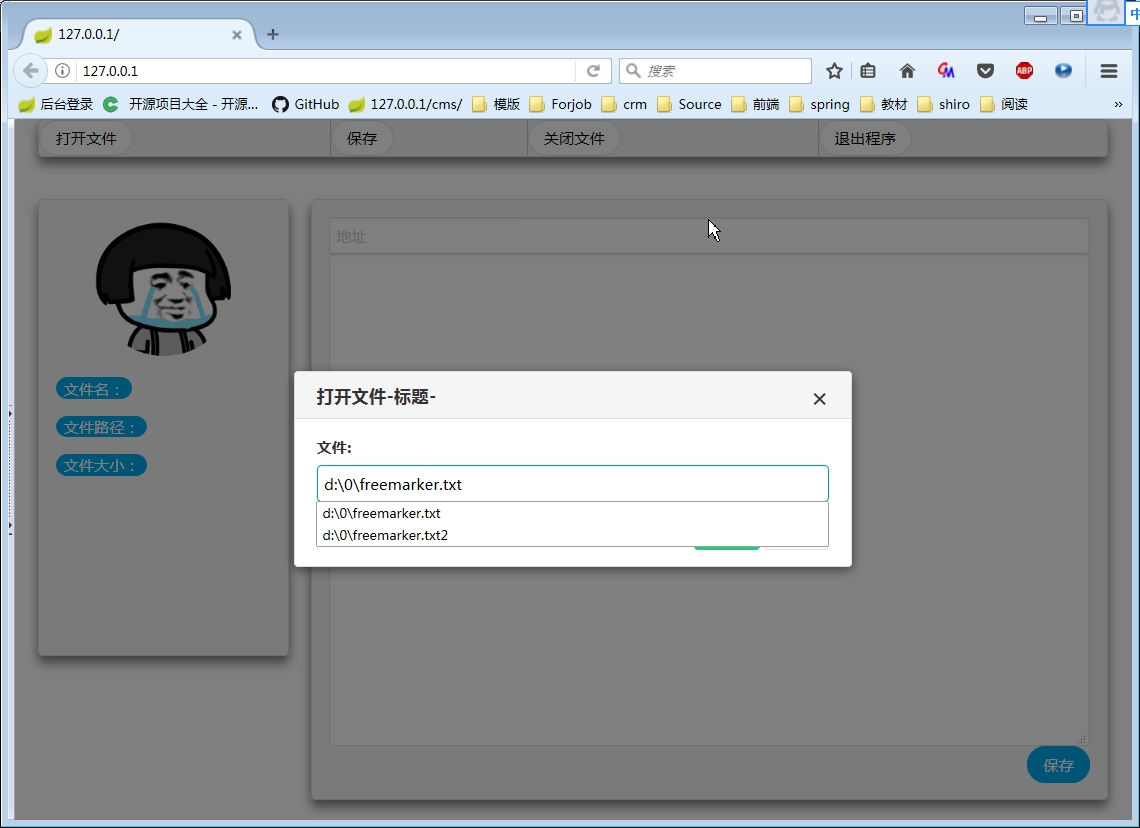 127.0.0.1/
中
127.0.0.1
搜索
ABP
后台登录 开源项目大全 - 开源... GitHub 127.0.0.1/cms/ 模版 Forjob crm Source 前端 spring 教材 shiro 阅读 »
打开文件 保存 关闭文件 退出程序
地址
文件名：
文件路径：
文件大小：
打开文件-标题-
文件:
d:\0\freemarker.txt
d:\0\freemarker.txt
d:\0\freemarker.txt2
保存